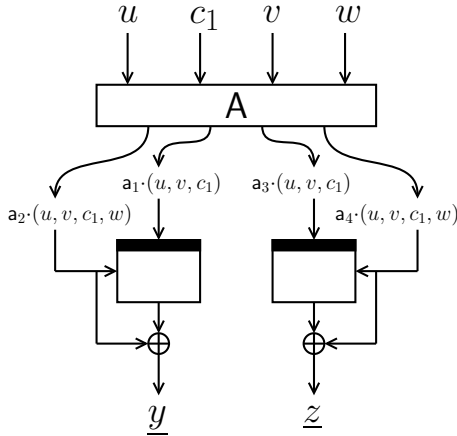 u c₁ v w
A
a₁·(u, v, c₁) a₃·(u, v, c₁)
a₂·(u, v, c₁, w) a₄·(u, v, c₁, w)
y z